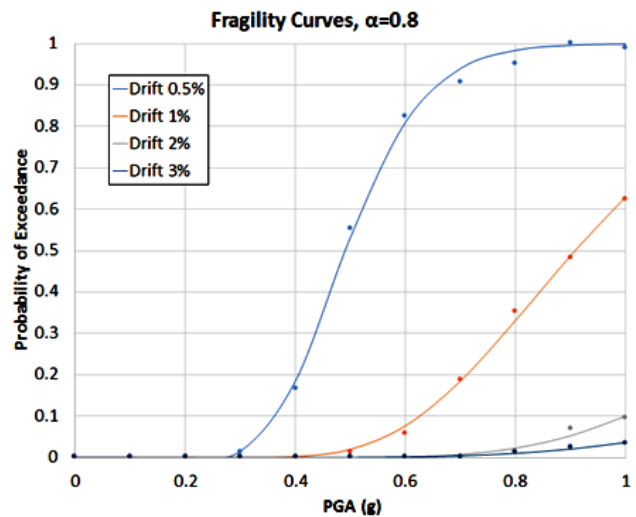 Fragility Curves, α=0.8
Probability of Exceedance
1
0.9
0.8
0.7
0.6
0.5
0.4
0.3
0.2
0.1
0
Drift 0.5%
Drift 1%
Drift 2%
Drift 3%
0 0.2 0.4 0.6 0.8 1
PGA (g)